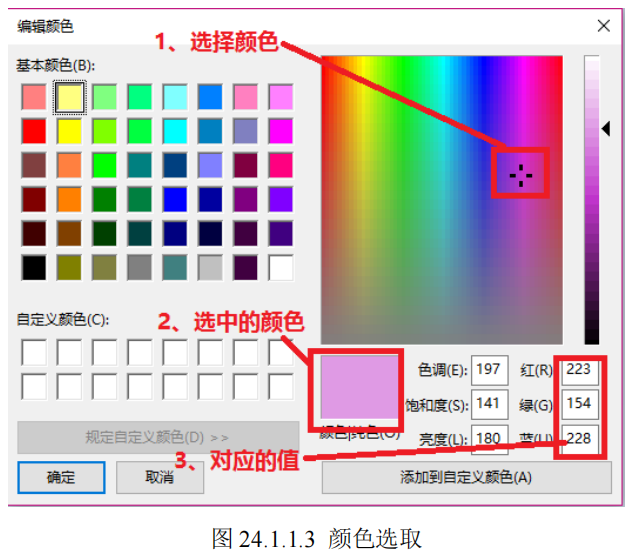 编辑颜色
1、选择颜色
基本颜色(B):
自定义颜色(C):
2、选中的颜色
色调(E): 197 红(R) 223
饱和度(S): 141 绿(G) 154
颜色|纯色(O)
亮度(L): 180 蓝(U) 228
规定自定义颜色(D) >>
3、对应的值
确定 取消 添加到自定义颜色(A)
图 24.1.1.3 颜色选取